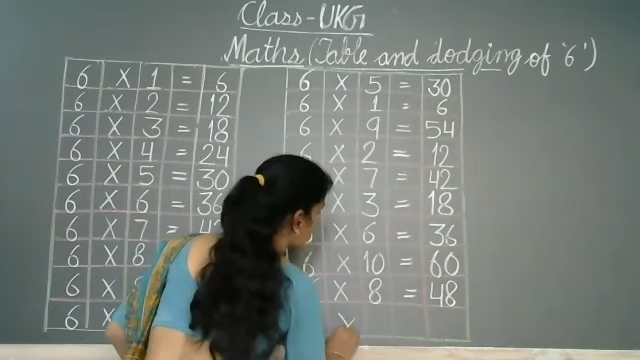 Class-UKG
Maths (Table and dodging of '6')
6 X 1 = 6
6 X 2 = 12
6 X 3 = 18
6 X 4 = 24
6 X 5 = 30
6 X 6 = 36
6 X 7 =
6 X 8
6 X
6 X
6 X 5 = 30
6 X 1 = 6
6 X 9 = 54
6 X 2 = 12
X 7 = 42
X 3 = 18
X 6 = 36
6 X 10 = 60
X 8 = 48